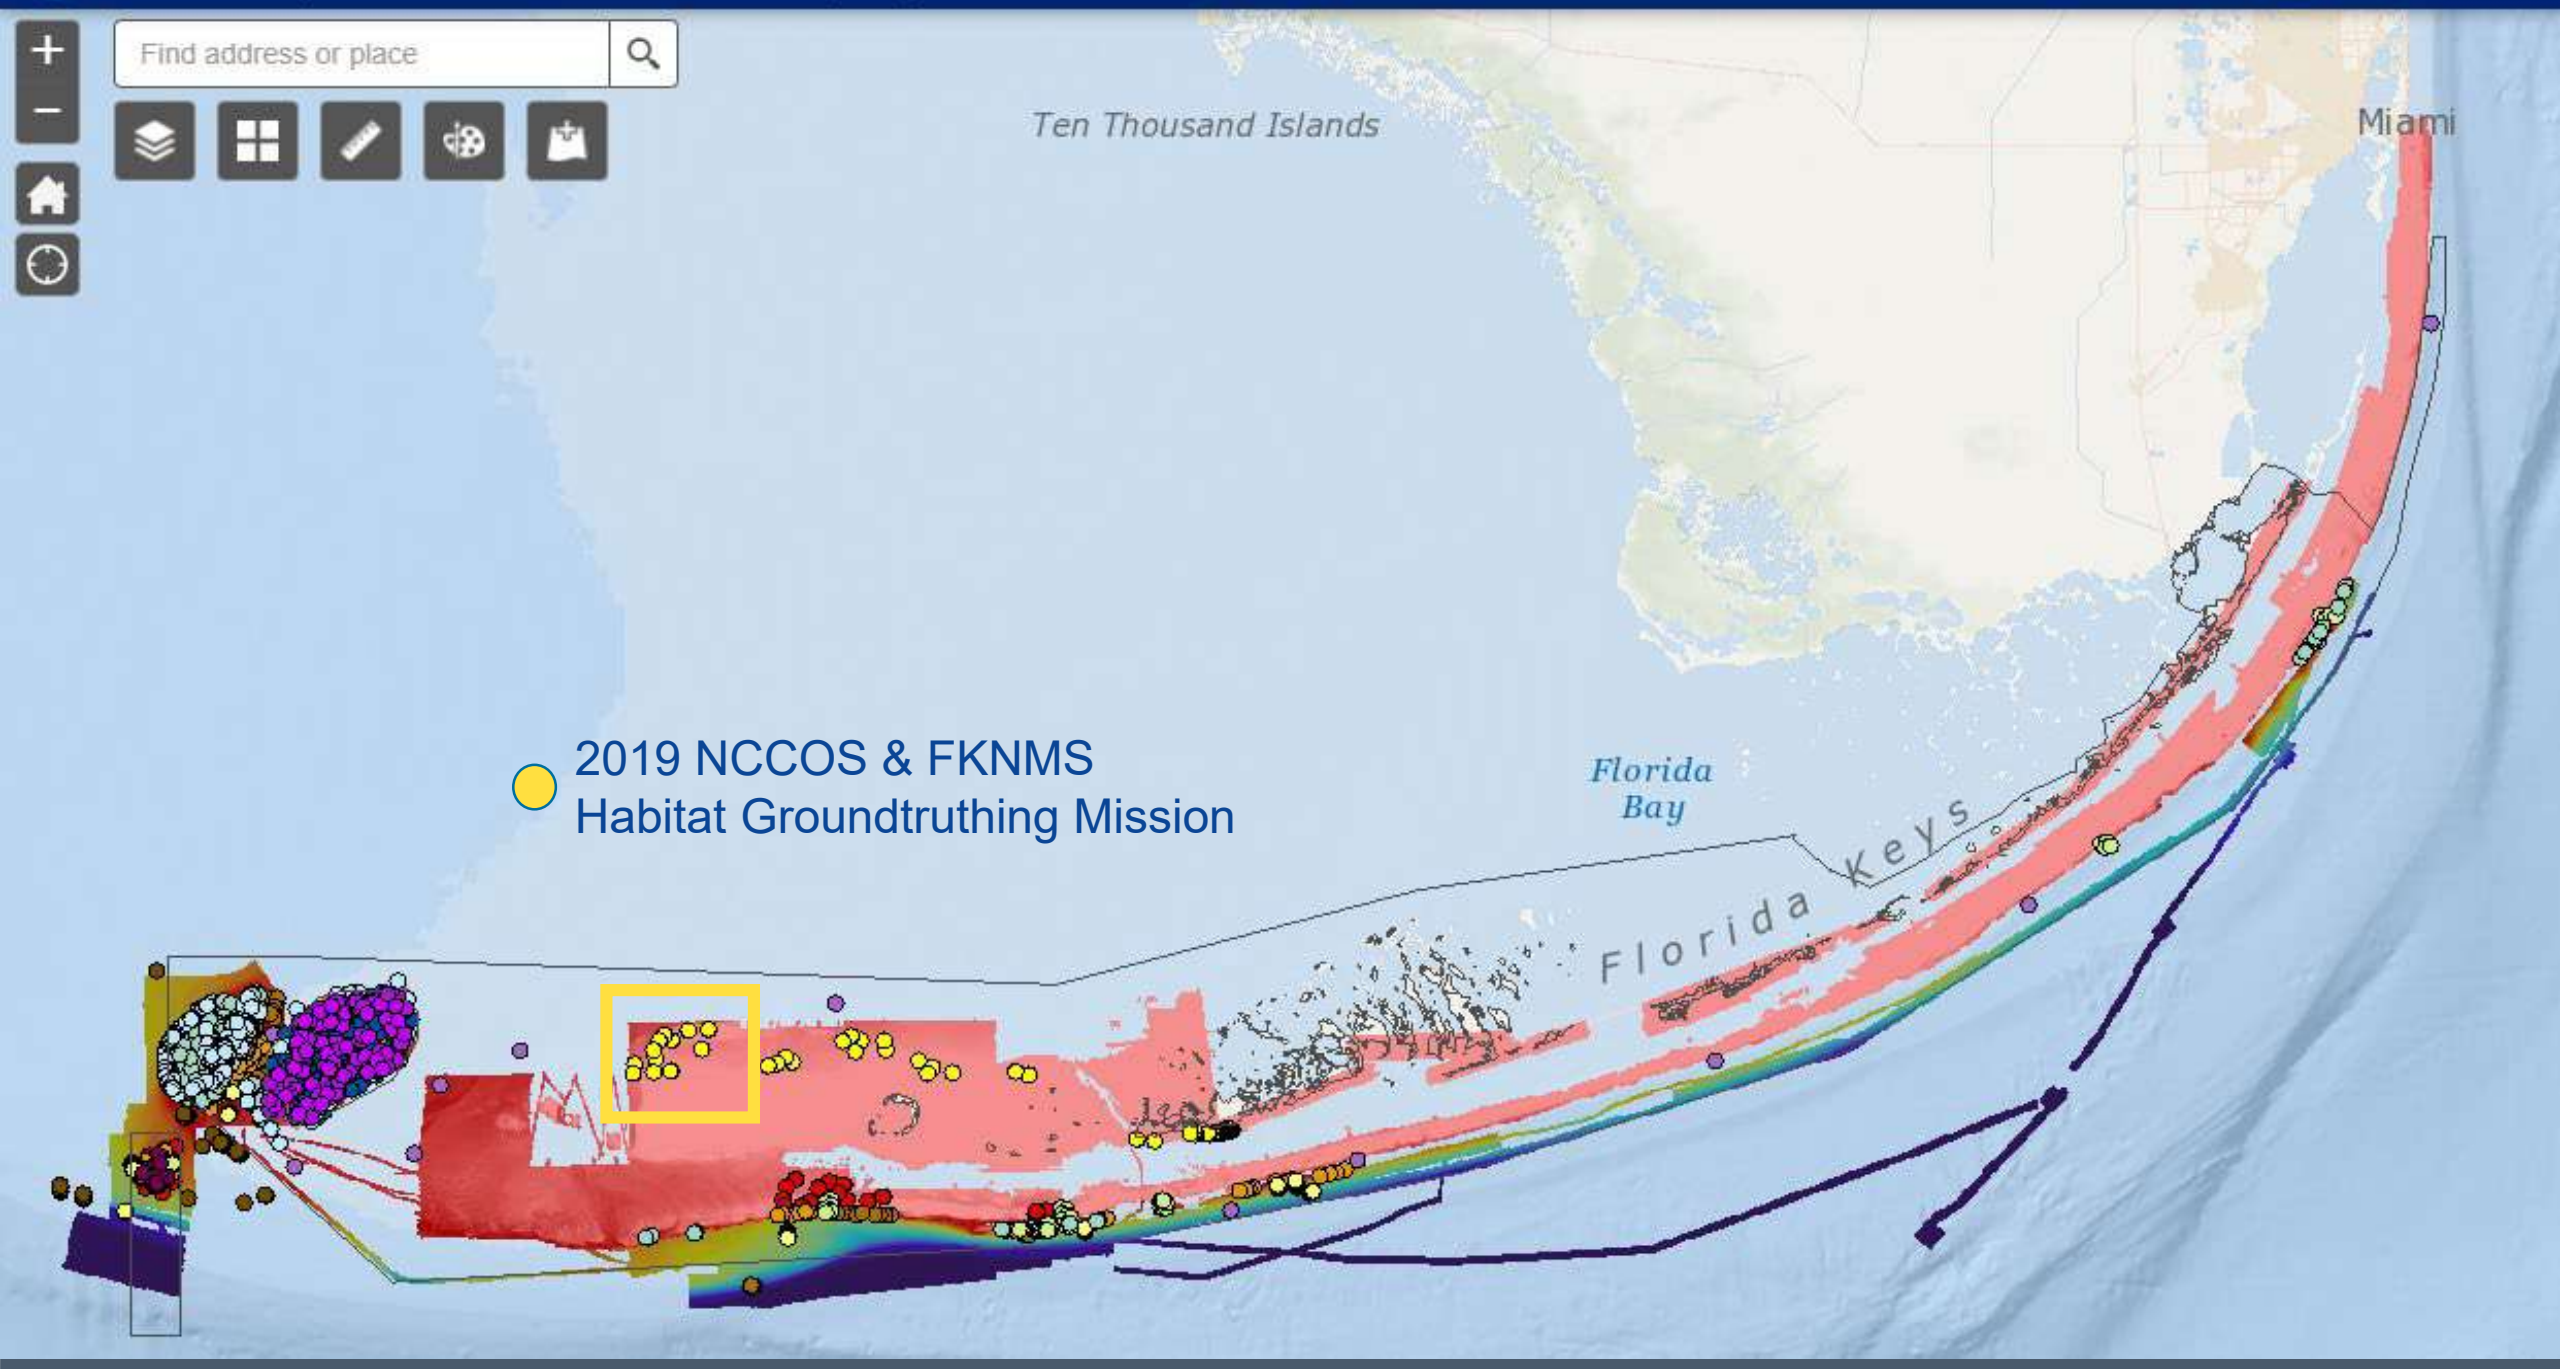 Find address or place
Ten Thousand Islands
Miami
2019 NCCOS & FKNMS
Habitat Groundtruthing Mission
Florida
Bay
Florida Keys